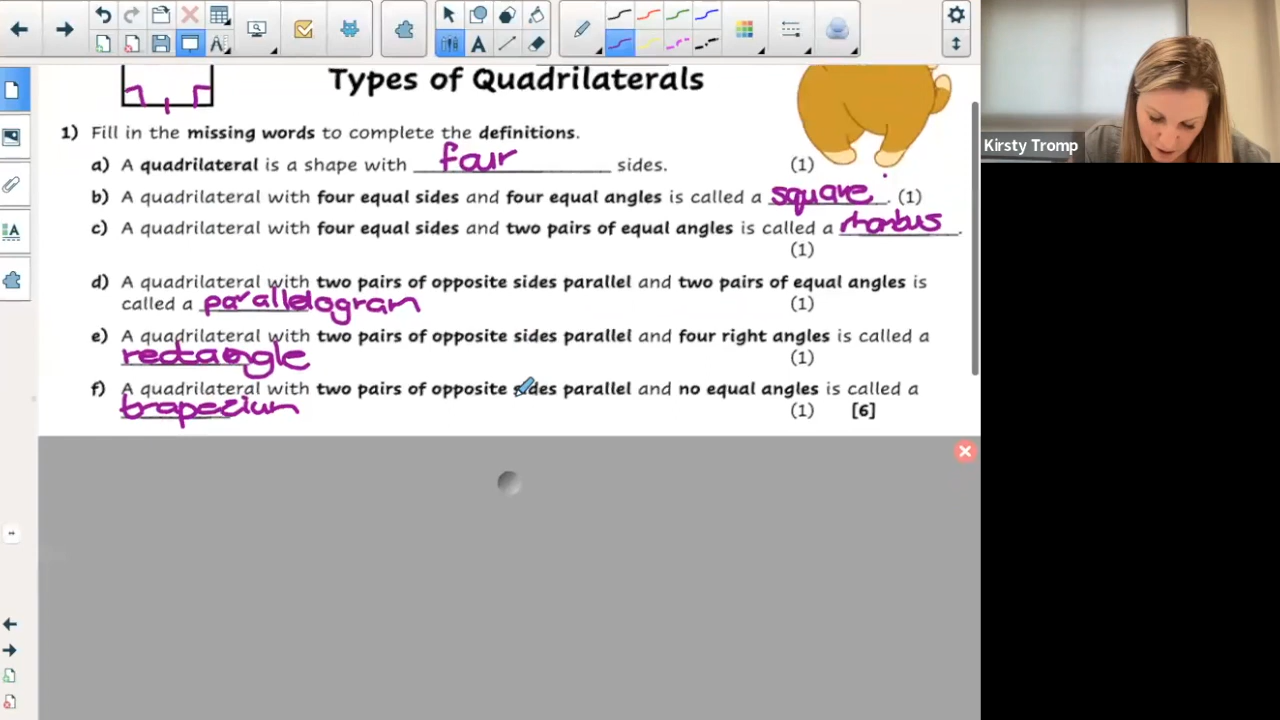 Types of Quadrilaterals
Kirsty Tromp
1) Fill in the missing words to complete the definitions.
a) A quadrilateral is a shape with four sides. (1)
b) A quadrilateral with four equal sides and four equal angles is called a square. (1)
c) A quadrilateral with four equal sides and two pairs of equal angles is called a rhombus.
(1)
d) A quadrilateral with two pairs of opposite sides parallel and two pairs of equal angles is
called a parallelogram (1)
e) A quadrilateral with two pairs of opposite sides parallel and four right angles is called a
rectangle (1)
f) A quadrilateral with two pairs of opposite sides parallel and no equal angles is called a
trapezium (1) [6]